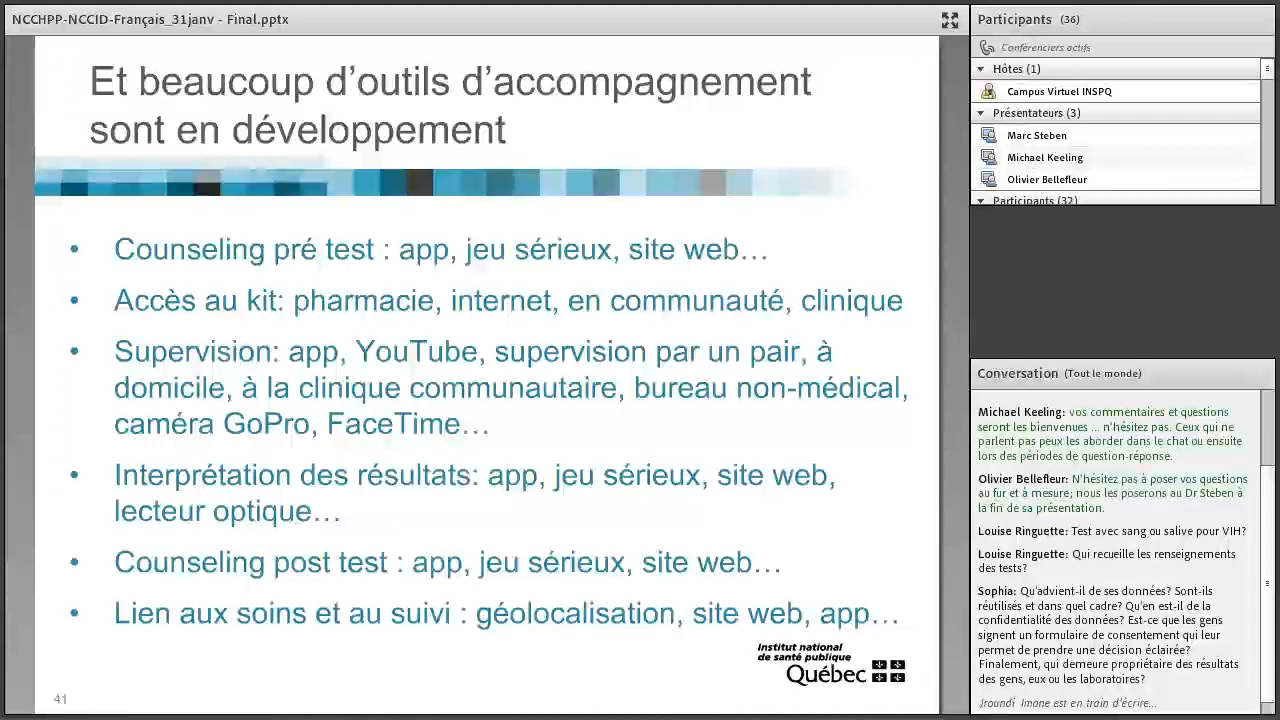 NCCHPP-NCCID-Français_31janv - Final.pptx
Et beaucoup d’outils d’accompagnement
sont en développement
• Counseling pré test : app, jeu sérieux, site web…
• Accès au kit: pharmacie, internet, en communauté, clinique
• Supervision: app, YouTube, supervision par un pair, à
domicile, à la clinique communautaire, bureau non-médical,
caméra GoPro, FaceTime…
• Interprétation des résultats: app, jeu sérieux, site web,
lecteur optique…
• Counseling post test : app, jeu sérieux, site web…
• Lien aux soins et au suivi : géolocalisation, site web, app…
Institut national
de santé publique
Québec
41
Participants (36)
Conférenciers actifs
Hôtes (1)
Campus Virtuel INSPQ
Présentateurs (3)
Marc Steben
Michael Keeling
Olivier Bellefleur
Participants (32)
Conversation (Tout le monde)
Michael Keeling: vos commentaires et questions
seront les bienvenues ... n'hésitez pas. Ceux qui ne
parlent pas peux les aborder dans le chat ou ensuite
lors des périodes de question-réponse.
Olivier Bellefleur: N'hésitez pas à poser vos questions
au fur et à mesure; nous les poserons au Dr Steben à
la fin de sa présentation.
Louise Ringuette: Test avec sang ou salive pour VIH?
Louise Ringuette: Qui recueille les renseignements
des tests?
Sophia: Qu'advient-il de ses données? Sont-ils
réutilisés et dans quel cadre? Qu'en est-il de la
confidentialité des données? Est-ce que les gens
signent un formulaire de consentement qui leur
permet de prendre une décision éclairée?
Finalement, qui demeure propriétaire des résultats
des gens, eux ou les laboratoires?
Jraundi Imane est en train d'écrire...